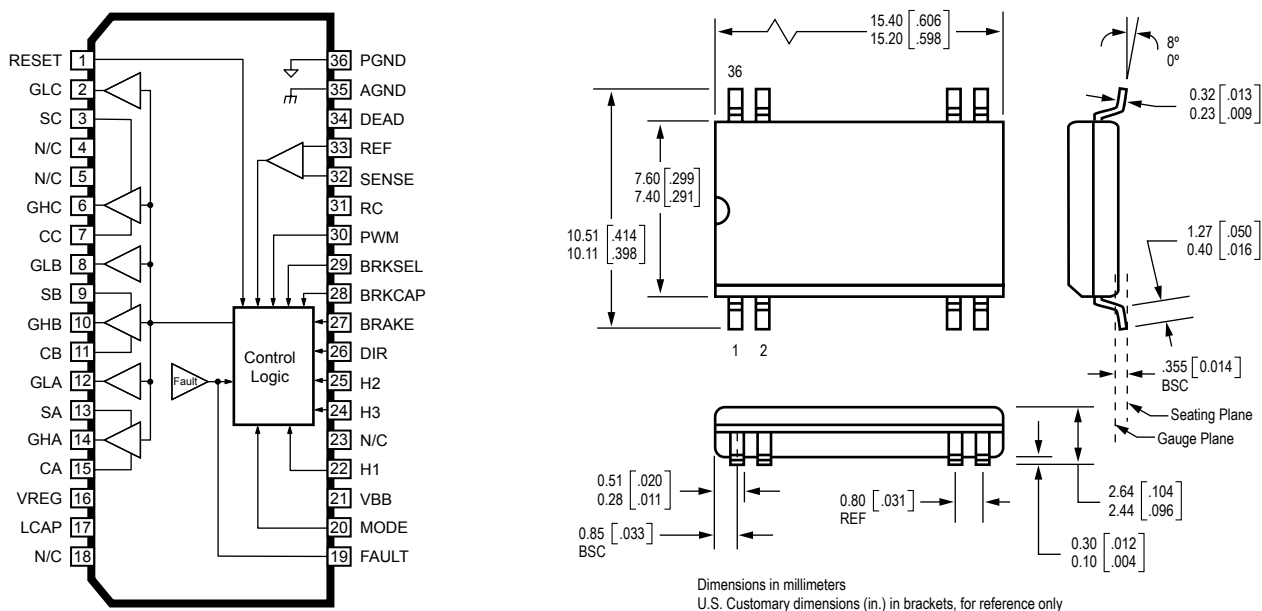 RESET 1
GLC 2
SC 3
N/C 4
N/C 5
GHC 6
CC 7
GLB 8
SB 9
GHB 10
CB 11
GLA 12
SA 13
GHA 14
CA 15
VREG 16
LCAP 17
N/C 18
36 PGND
35 AGND
34 DEAD
33 REF
32 SENSE
31 RC
30 PWM
29 BRKSEL
28 BRKCAP
27 BRAKE
26 DIR
25 H2
24 H3
23 N/C
22 H1
21 VBB
20 MODE
19 FAULT
Control
Logic
Fault
15.40 [.606]
15.20 [.598]
36
7.60 [.299]
7.40 [.291]
10.51 [.414]
10.11 [.398]
1 2
8º
0º
0.32 [.013]
0.23 [.009]
1.27 [.050]
0.40 [.016]
.355 [0.014]
BSC
Seating Plane
Gauge Plane
0.51 [.020]
0.28 [.011]
0.85 [.033]
BSC
0.80 [.031]
REF
2.64 [.104]
2.44 [.096]
0.30 [.012]
0.10 [.004]
Dimensions in millimeters
U.S. Customary dimensions (in.) in brackets, for reference only